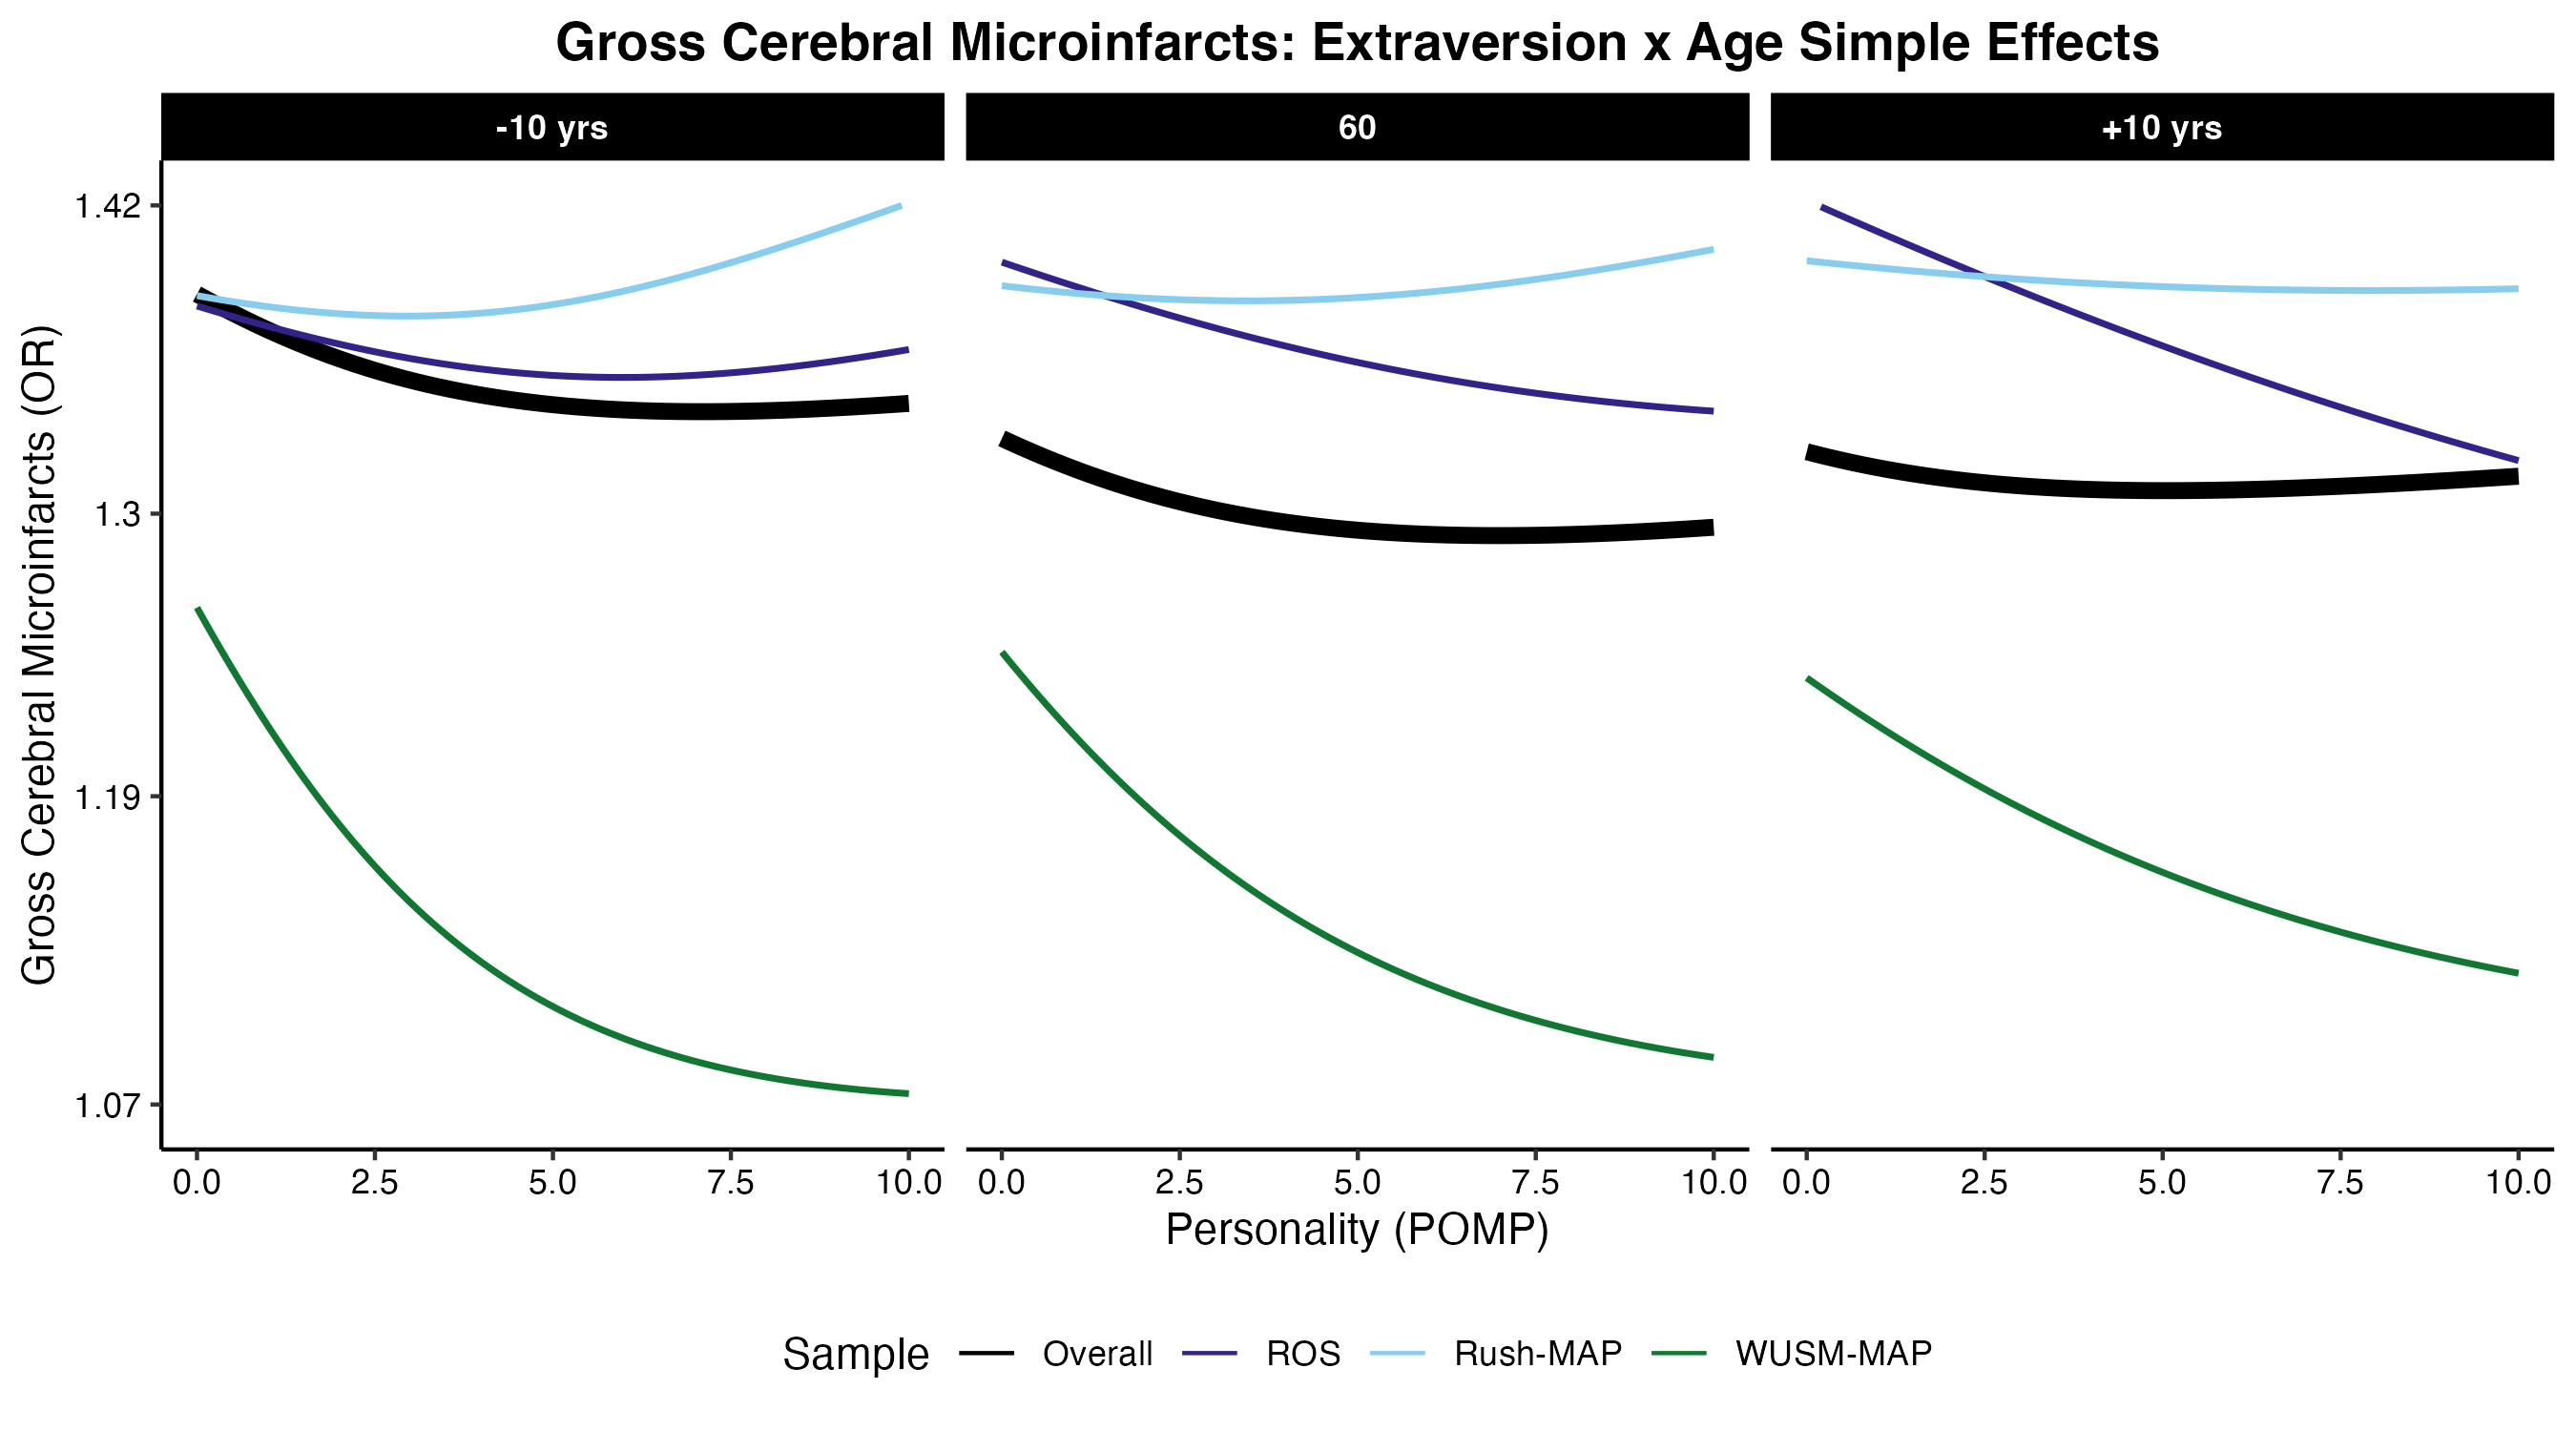 Gross Cerebral Microinfarcts: Extraversion x Age Simple Effects
-10 yrs 60 +10 yrs
Gross Cerebral Microinfarcts (OR)
1.42
1.3
1.19
1.07
0.0 2.5 5.0 7.5 10.0 0.0 2.5 5.0 7.5 10.0 0.0 2.5 5.0 7.5 10.0
Personality (POMP)
Sample Overall ROS Rush-MAP WUSM-MAP